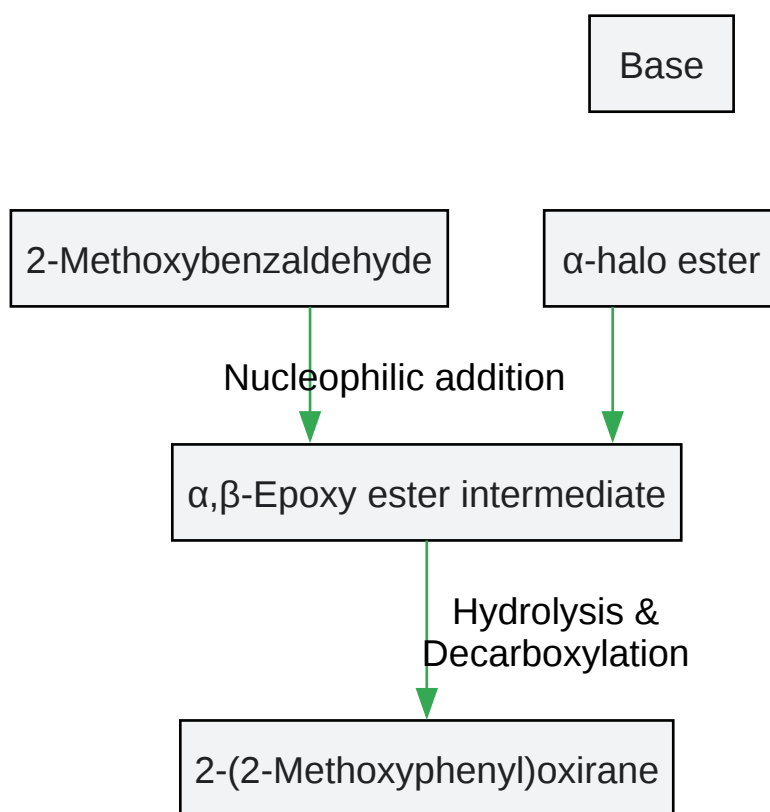 Base
2-Methoxybenzaldehyde
α-halo ester
Nucleophilic addition
α,β-Epoxy ester intermediate
Hydrolysis &
Decarboxylation
2-(2-Methoxyphenyl)oxirane